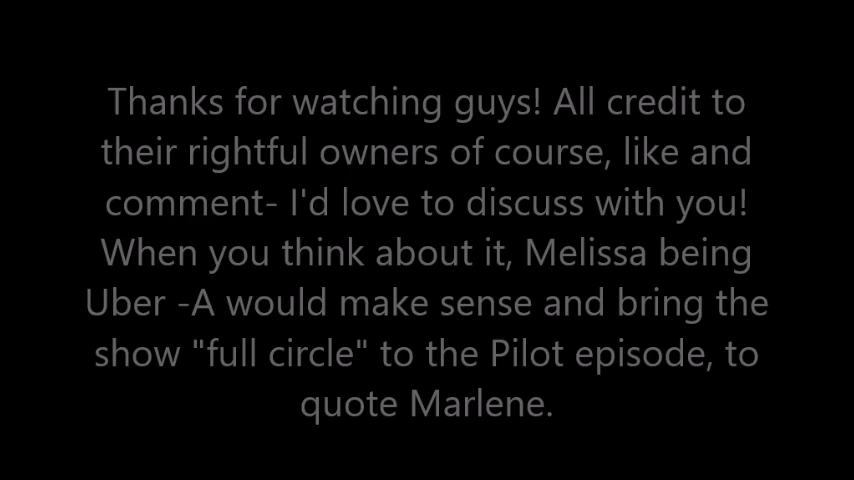 Thanks for watching guys! All credit to
their rightful owners of course, like and
comment- I'd love to discuss with you!
When you think about it, Melissa being
Uber -A would make sense and bring the
show "full circle" to the Pilot episode, to
quote Marlene.